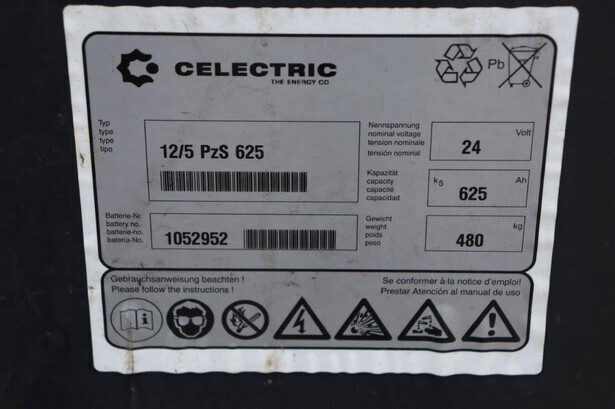 CELECTRIC
THE ENERGY CO
Pb
Typ
type
type
tipo
12/5 PzS 625
Nennspannung
nominal voltage
tension nominale
tensión nominal
Volt
24
Kapazität
capacity
capacité
capacidad
k5
Ah
625
Batterie-Nr.
battery no.
batterie-no.
bateria-No.
1052952
Gewicht
weight
poids
peso
kg
480
Gebrauchsanweisung beachten !
Please follow the instructions !
Se conformer à la notice d'emploi!
Prestar Atención al manual de uso